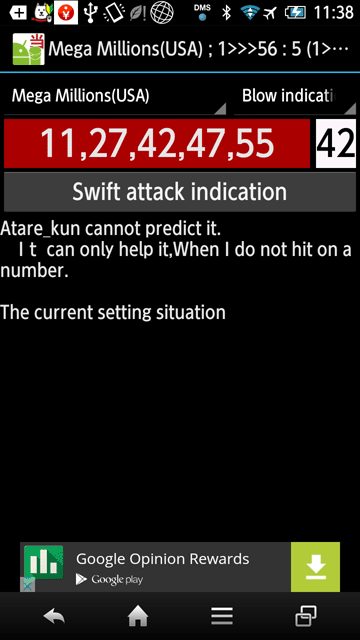 DMS
11:38
Mega Millions(USA) ; 1>>>56 : 5 (1>···
Mega Millions(USA)
Blow indicati
11,27,42,47,55
42
Swift attack indication
Atare_kun cannot predict it.
I t can only help it,When I do not hit on a
number.
The current setting situation
Google Opinion Rewards
Google play